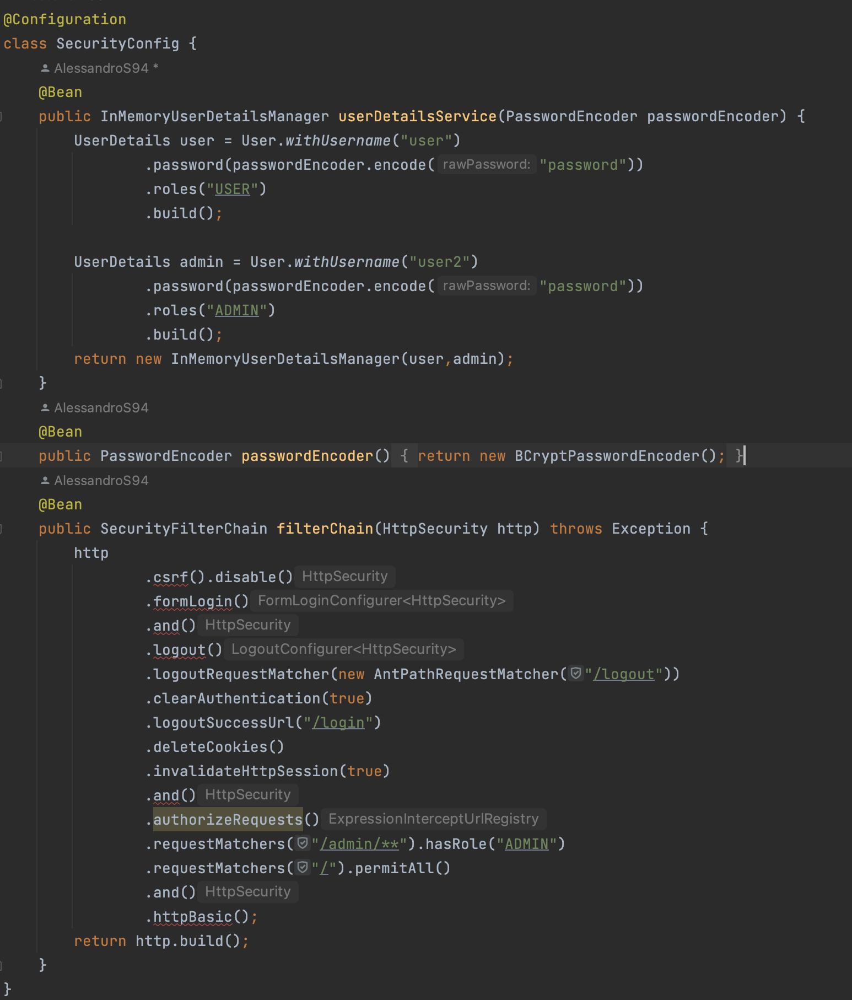 @Configuration
class SecurityConfig {
AlessandroS94 *
@Bean
public InMemoryUserDetailsManager userDetailsService(PasswordEncoder passwordEncoder) {
UserDetails user = User.withUsername("user")
.password(passwordEncoder.encode( rawPassword: "password"))
.roles("USER")
.build();
UserDetails admin = User.withUsername("user2")
.password(passwordEncoder.encode( rawPassword: "password"))
.roles("ADMIN")
.build();
return new InMemoryUserDetailsManager(user,admin);
}
AlessandroS94
@Bean
public PasswordEncoder passwordEncoder() { return new BCryptPasswordEncoder(); }
AlessandroS94
@Bean
public SecurityFilterChain filterChain(HttpSecurity http) throws Exception {
http
.csrf().disable() HttpSecurity
.formLogin() FormLoginConfigurer<HttpSecurity>
.and() HttpSecurity
.logout() LogoutConfigurer<HttpSecurity>
.logoutRequestMatcher(new AntPathRequestMatcher("/logout"))
.clearAuthentication(true)
.logoutSuccessUrl("/login")
.deleteCookies()
.invalidateHttpSession(true)
.and() HttpSecurity
.authorizeRequests() ExpressionInterceptUrlRegistry
.requestMatchers("/admin/**").hasRole("ADMIN")
.requestMatchers("/").permitAll()
.and() HttpSecurity
.httpBasic();
return http.build();
}
}